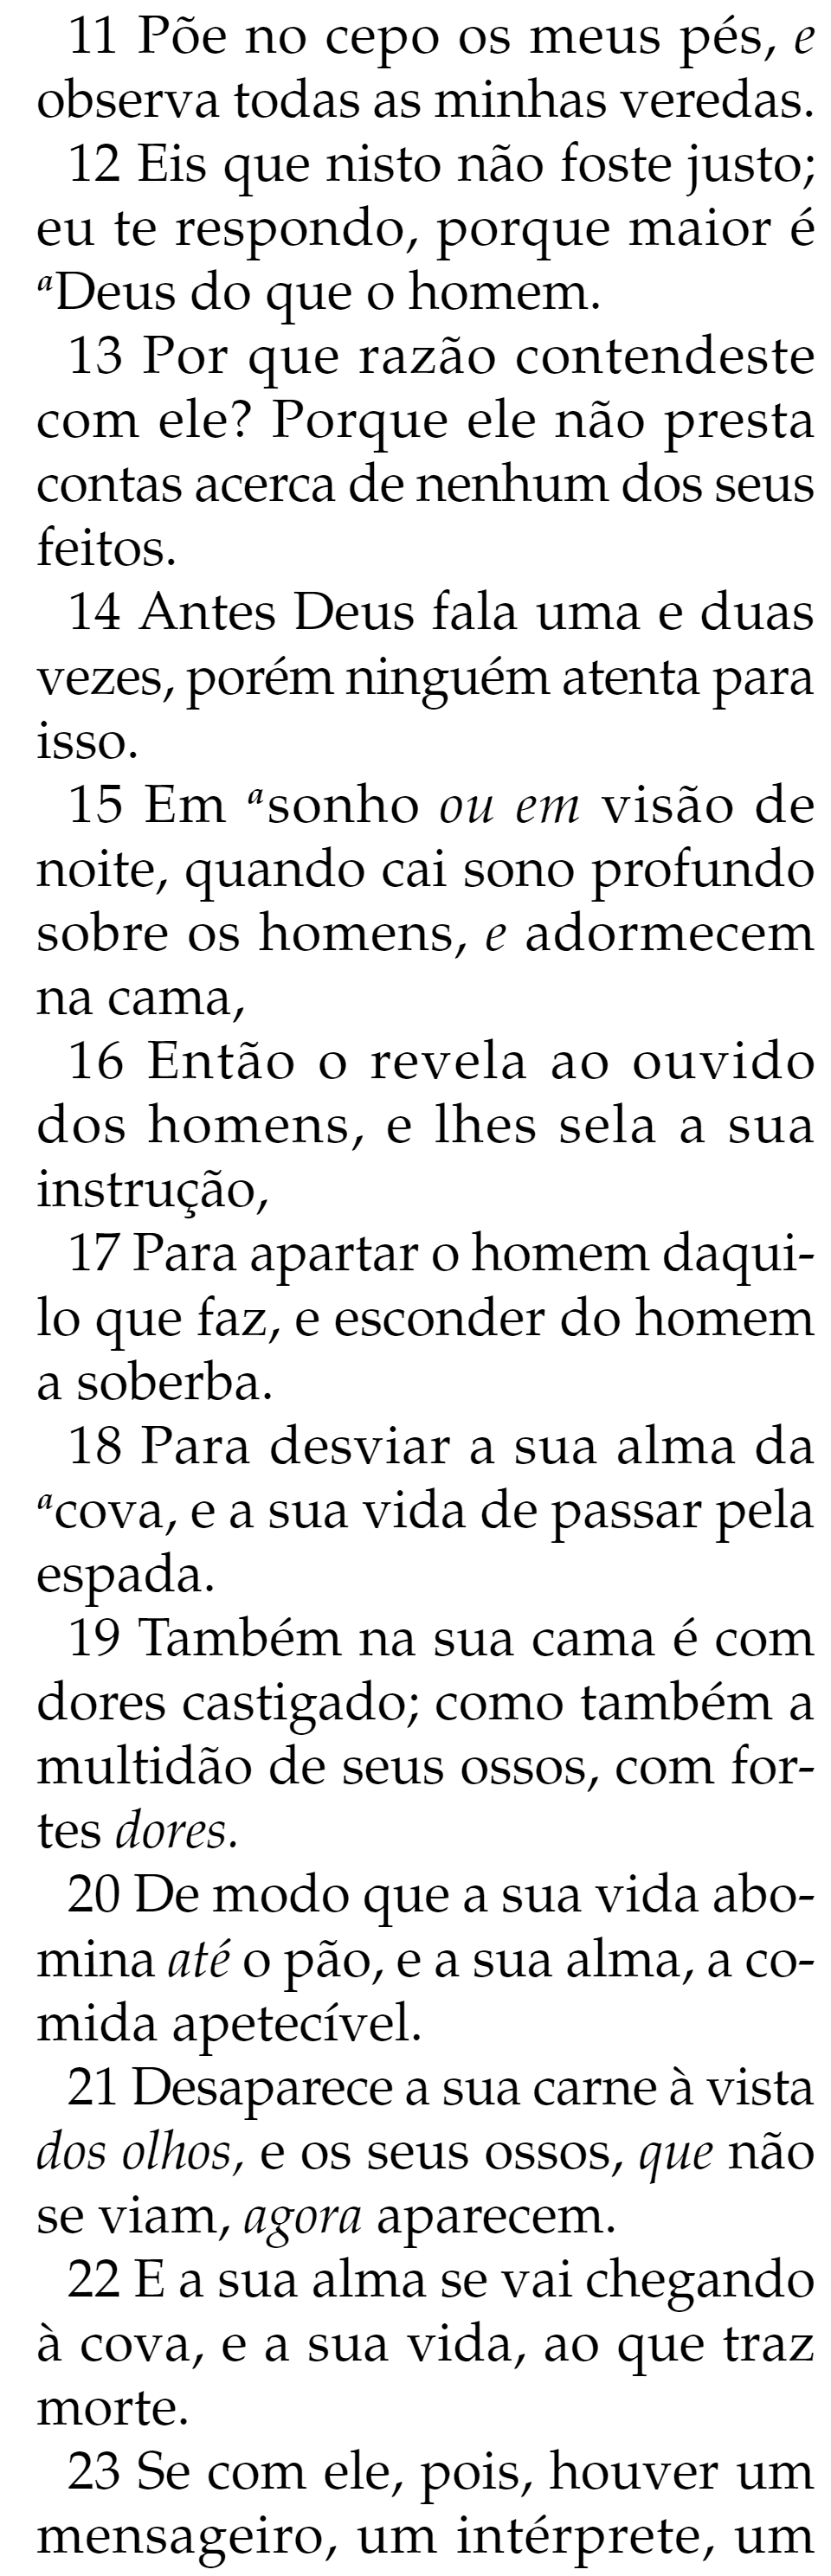 11 Põe no cepo os meus pés, e
observa todas as minhas veredas.
12 Eis que nisto não foste justo;
eu te respondo, porque maior é
aDeus do que o homem.
13 Por que razão contendeste
com ele? Porque ele não presta
contas acerca de nenhum dos seus
feitos.
14 Antes Deus fala uma e duas
vezes, porém ninguém atenta para
isso.
15 Em asonho ou em visão de
noite, quando cai sono profundo
sobre os homens, e adormecem
na cama,
16 Então o revela ao ouvido
dos homens, e lhes sela a sua
instrução,
17 Para apartar o homem daqui-
lo que faz, e esconder do homem
a soberba.
18 Para desviar a sua alma da
acova, e a sua vida de passar pela
espada.
19 Também na sua cama é com
dores castigado; como também a
multidão de seus ossos, com for-
tes dores.
20 De modo que a sua vida abo-
mina até o pão, e a sua alma, a co-
mida apetecível.
21 Desaparece a sua carne à vista
dos olhos, e os seus ossos, que não
se viam, agora aparecem.
22 E a sua alma se vai chegando
à cova, e a sua vida, ao que traz
morte.
23 Se com ele, pois, houver um
mensageiro, um intérprete, um